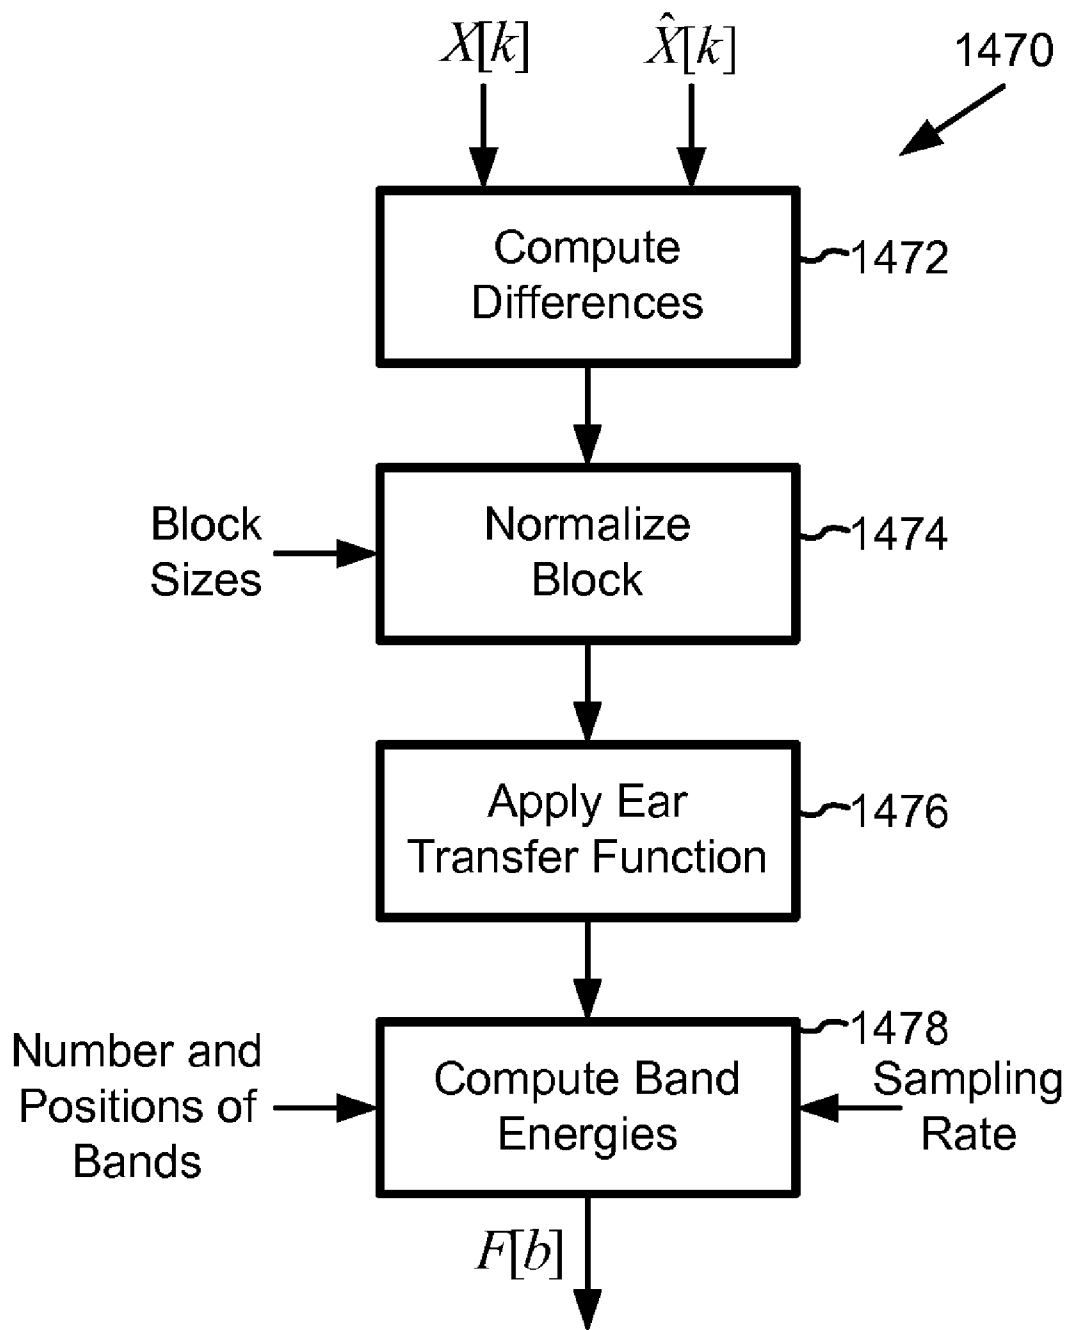 X[k]
X̂[k]
1470
Compute
Differences
1472
Block
Sizes
Normalize
Block
1474
Apply Ear
Transfer Function
1476
Number and
Positions of
Bands
Compute Band
Energies
1478
Sampling
Rate
F[b]